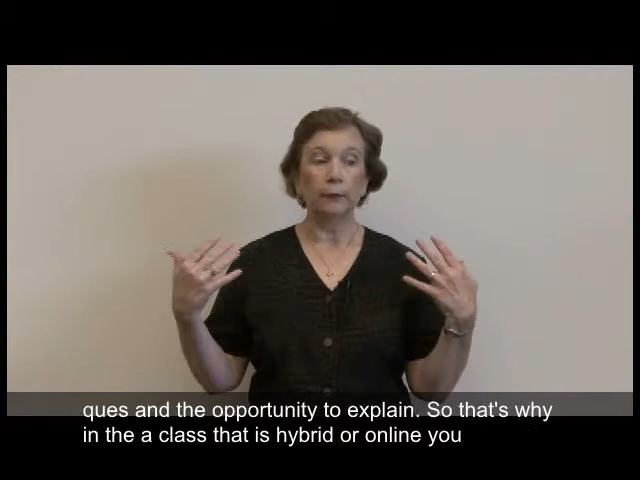 ques and the opportunity to explain. So that's why
in the a class that is hybrid or online you